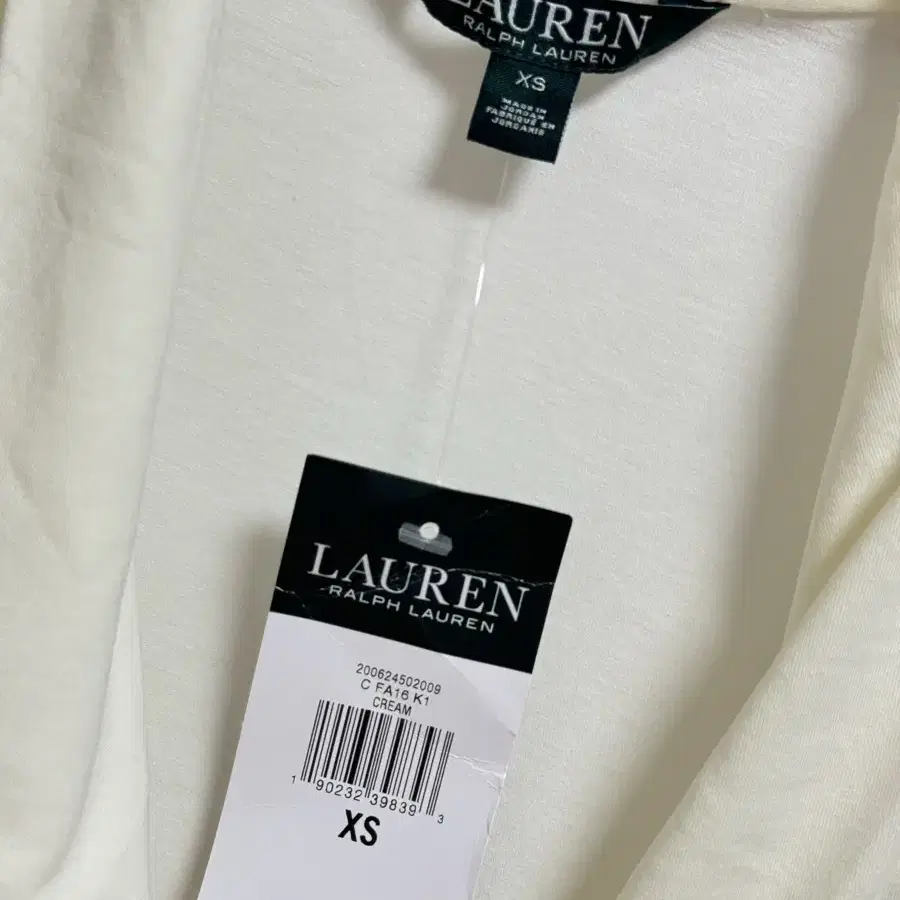 LAUREN
RALPH LAUREN
XS
MADE IN
JORDAN
FABRIQUÉ EN
JORDANIE
LAUREN
RALPH LAUREN
200624502009
C FA16 K1
CREAM
1 90232 39839 3
XS